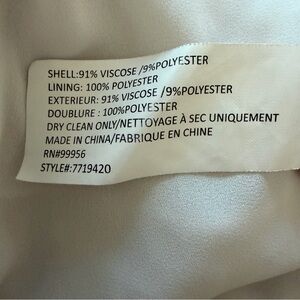 SHELL:91% VISCOSE /9%POLYESTER
LINING: 100% POLYESTER
EXTERIEUR: 91% VISCOSE /9%POLYESTER
DOUBLURE : 100%POLYESTER
DRY CLEAN ONLY/NETTOYAGE À SEC UNIQUEMENT
MADE IN CHINA/FABRIQUE EN CHINE
RN#99956
STYLE#:7719420